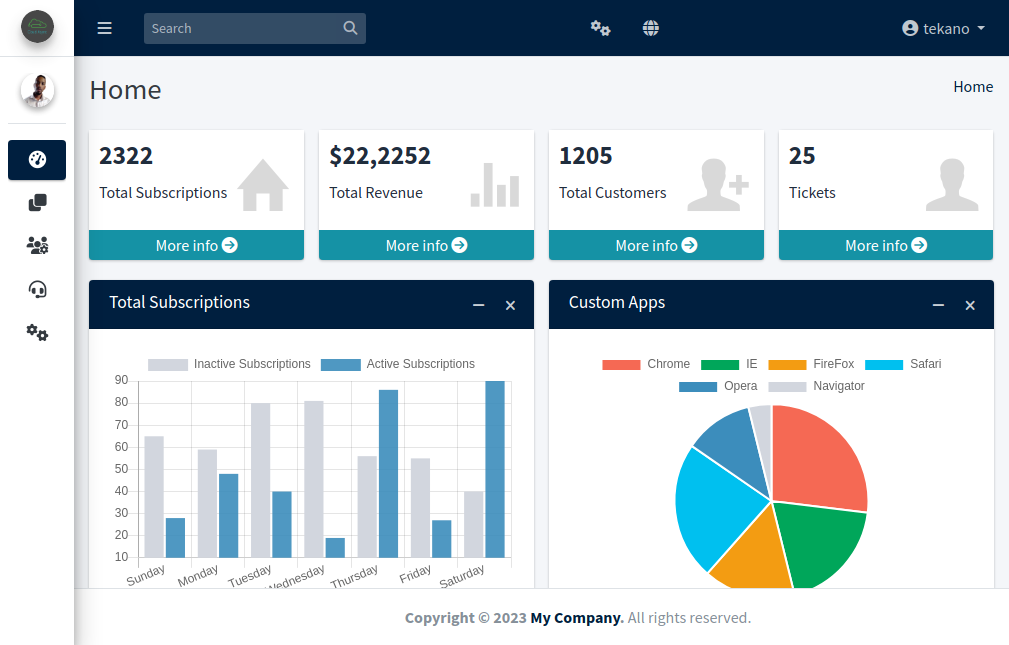 Search
tekano
Home
Home
2322
Total Subscriptions
More info
$22,2252
Total Revenue
More info
1205
Total Customers
More info
25
Tickets
More info
Total Subscriptions
Inactive Subscriptions Active Subscriptions
90
80
70
60
50
40
30
20
10
Sunday Monday Tuesday Wednesday Thursday Friday Saturday
Custom Apps
Chrome IE FireFox Safari
Opera Navigator
Copyright © 2023 My Company. All rights reserved.